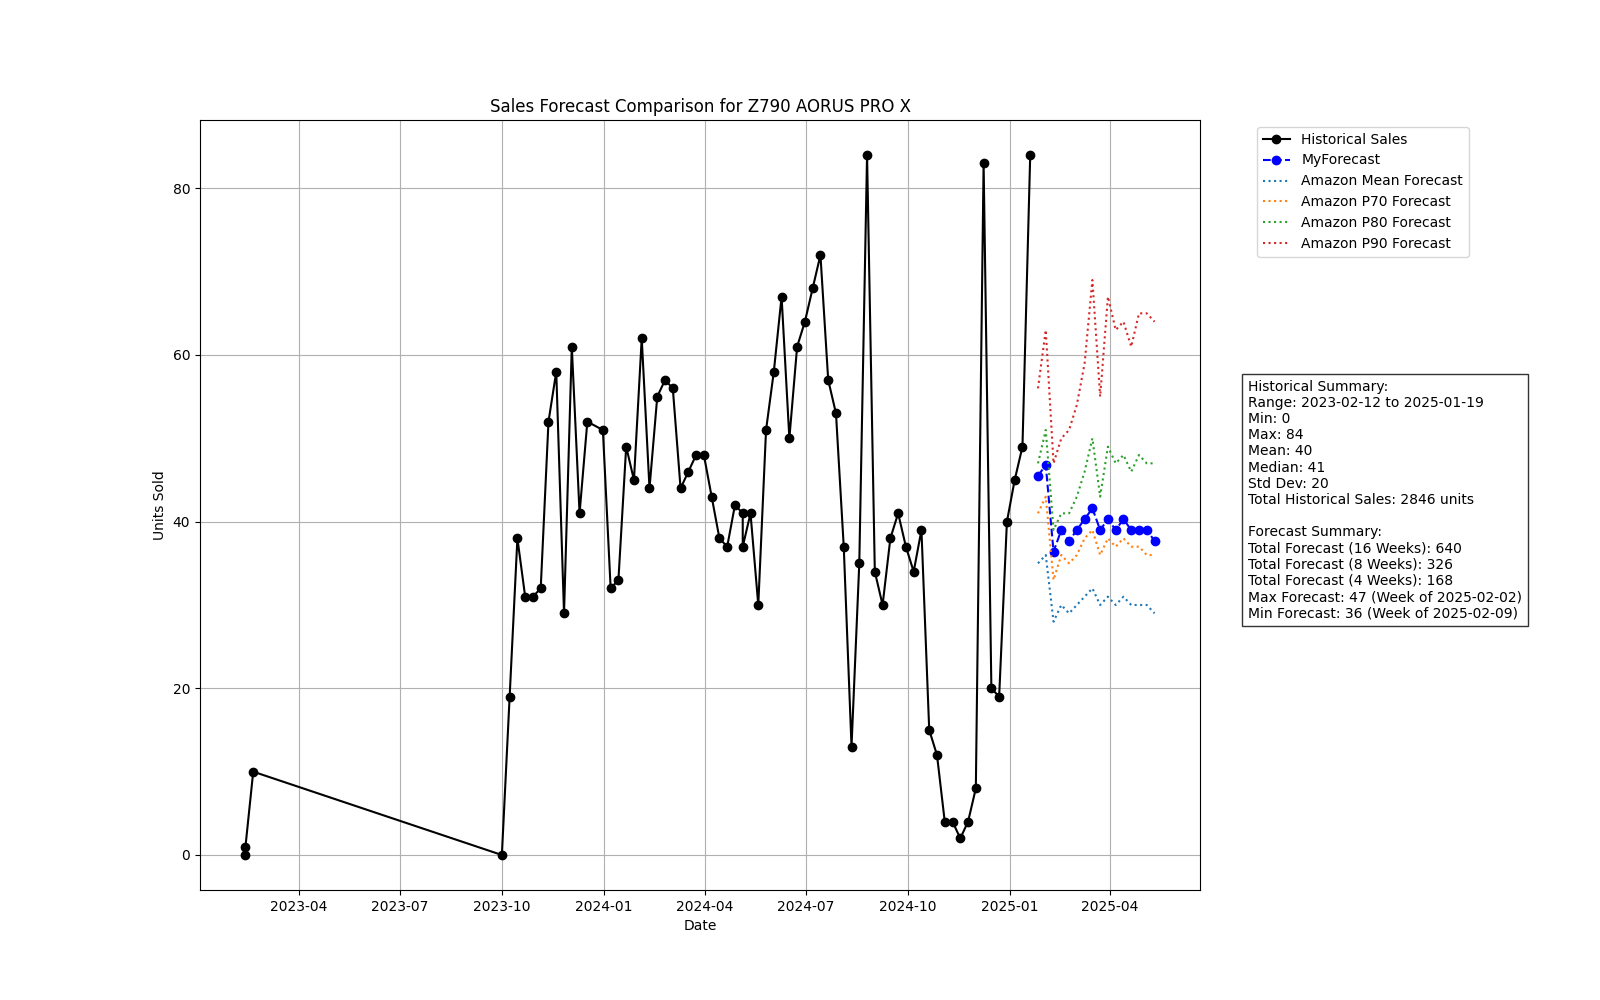 Sales Forecast Comparison for Z790 AORUS PRO X
Historical Sales
MyForecast
Amazon Mean Forecast
Amazon P70 Forecast
Amazon P80 Forecast
Amazon P90 Forecast
80
60
40
20
0
Units Sold
2023-04 2023-07 2023-10 2024-01 2024-04 2024-07 2024-10 2025-01 2025-04
Date
Historical Summary:
Range: 2023-02-12 to 2025-01-19
Min: 0
Max: 84
Mean: 40
Median: 41
Std Dev: 20
Total Historical Sales: 2846 units
Forecast Summary:
Total Forecast (16 Weeks): 640
Total Forecast (8 Weeks): 326
Total Forecast (4 Weeks): 168
Max Forecast: 47 (Week of 2025-02-02)
Min Forecast: 36 (Week of 2025-02-09)